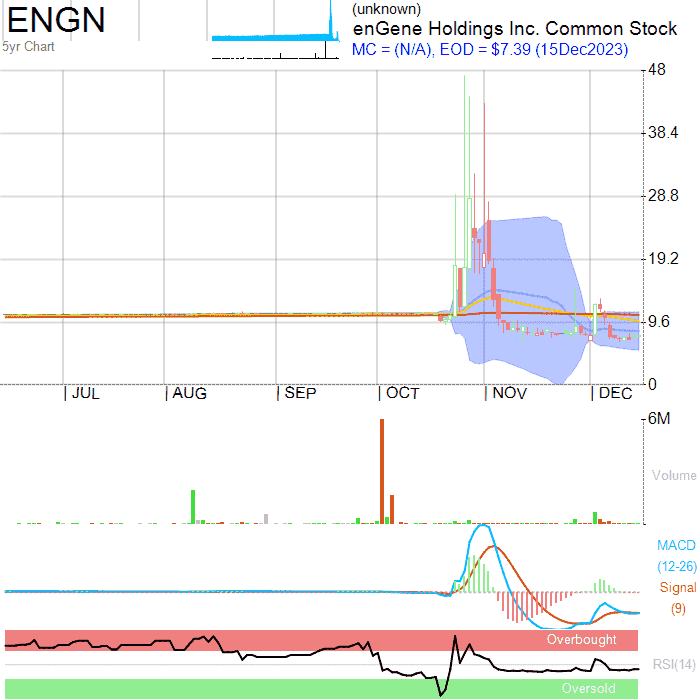 ENGN
5yr Chart
(unknown)
enGene Holdings Inc. Common Stock
MC = (N/A), EOD = $7.39 (15Dec2023)
48
38.4
28.8
19.2
9.6
0
JUL AUG SEP OCT NOV DEC
6M
Volume
MACD
(12-26)
Signal
(9)
Overbought
RSI(14)
Oversold